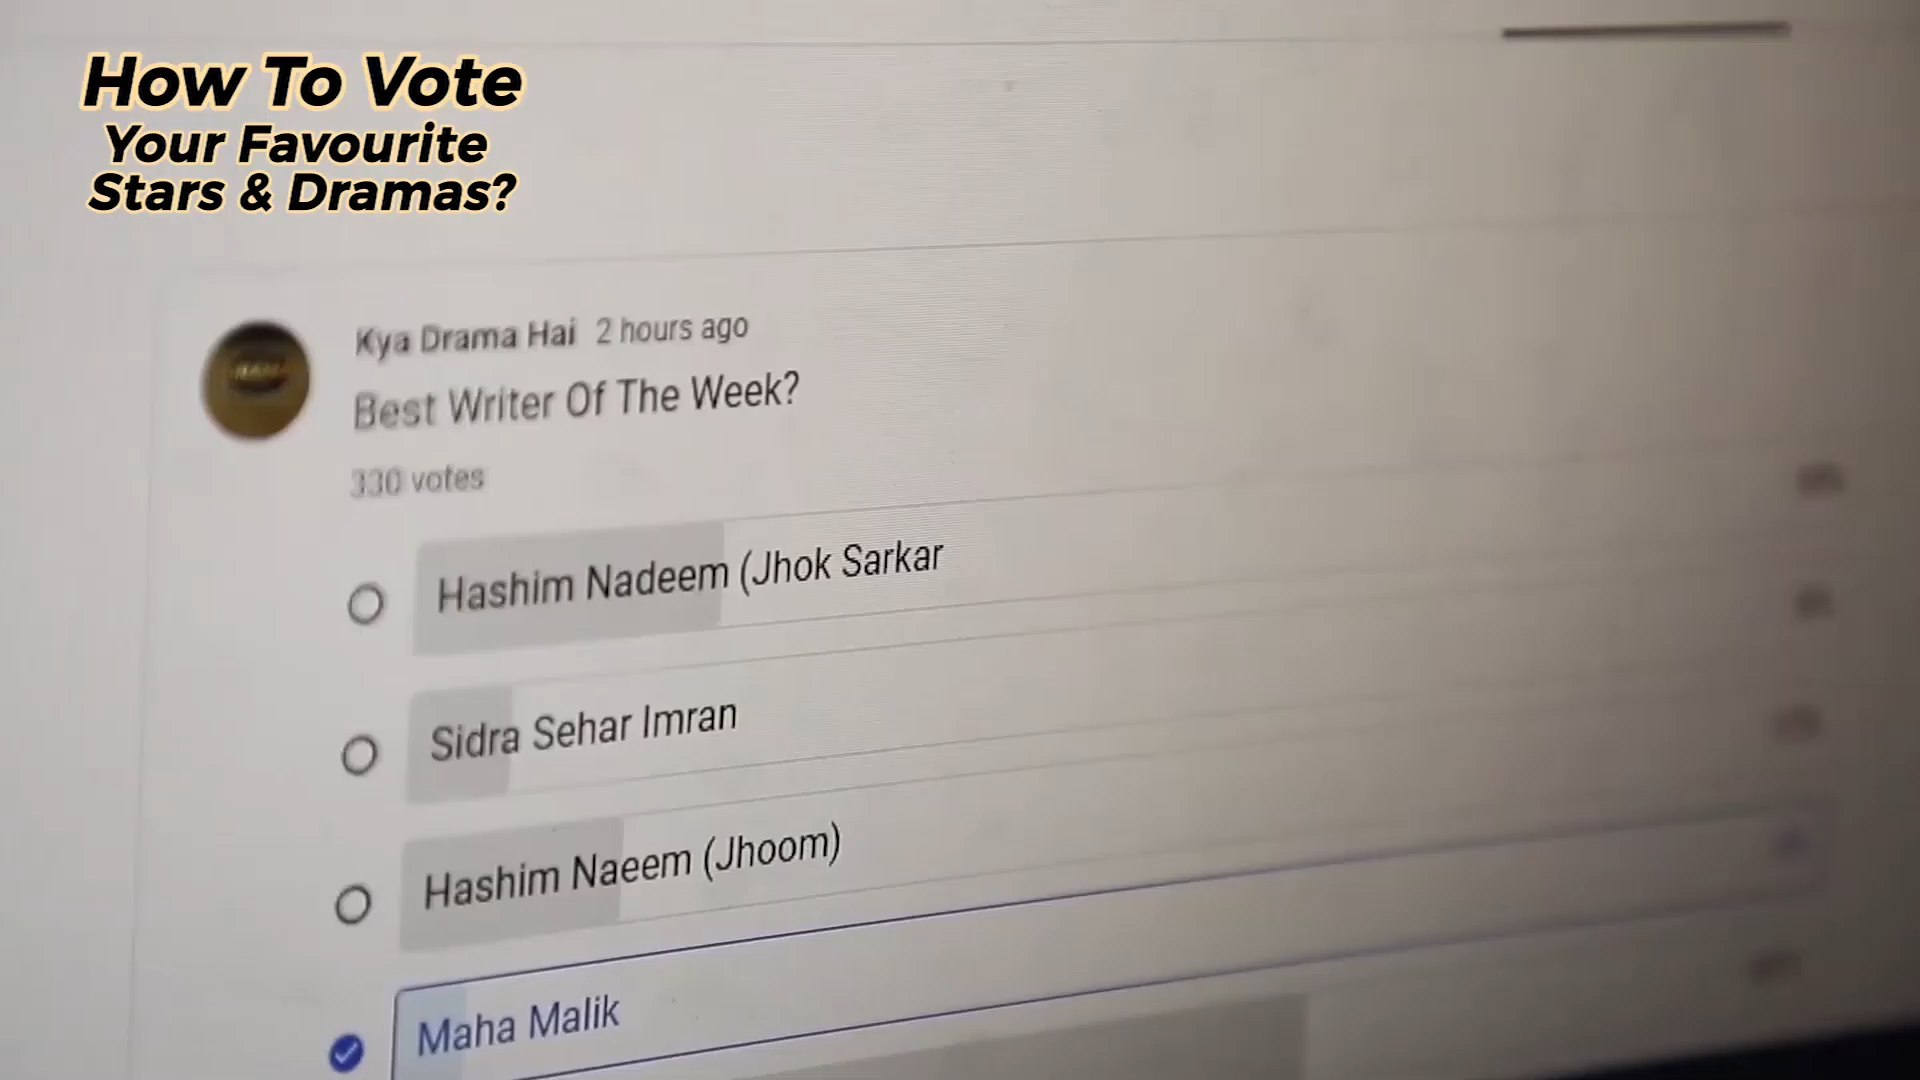 How To Vote
Your Favourite
Stars & Dramas?
Kya Drama Hai 2 hours ago
Best Writer Of The Week?
330 votes
Hashim Nadeem (Jhok Sarkar
Sidra Sehar Imran
Hashim Naeem (Jhoom)
Maha Malik